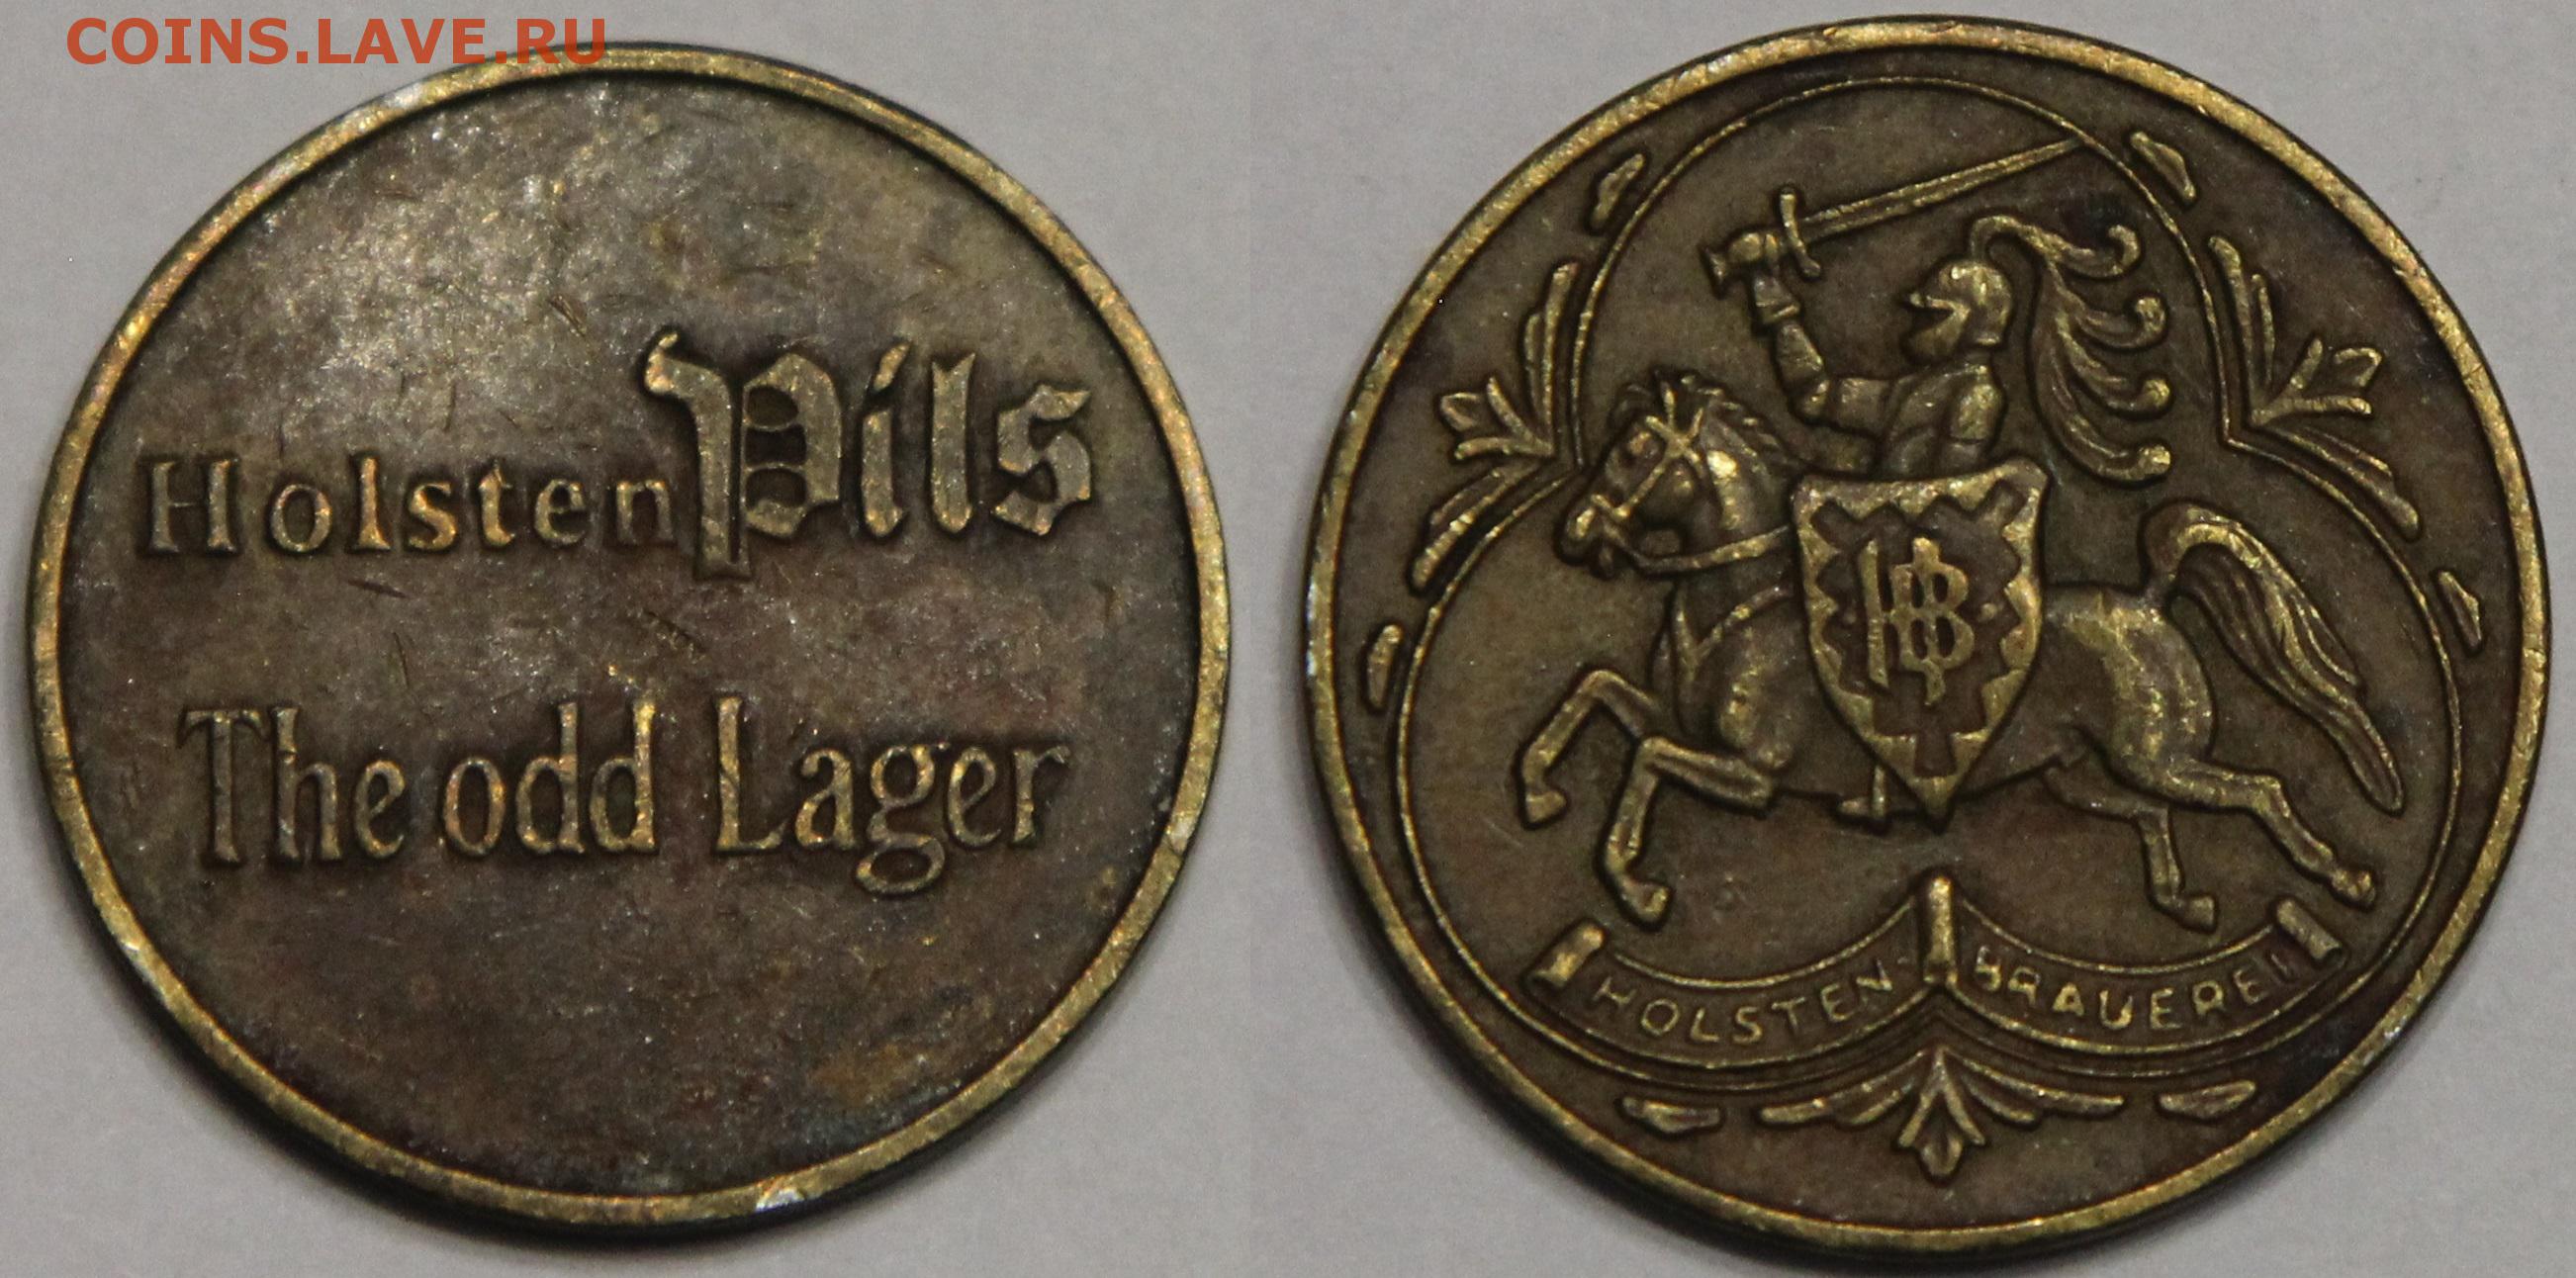 COINS.LAVE.RU
Holsten Pils
The odd Lager
HB
HOLSTEN-BRAUEREI